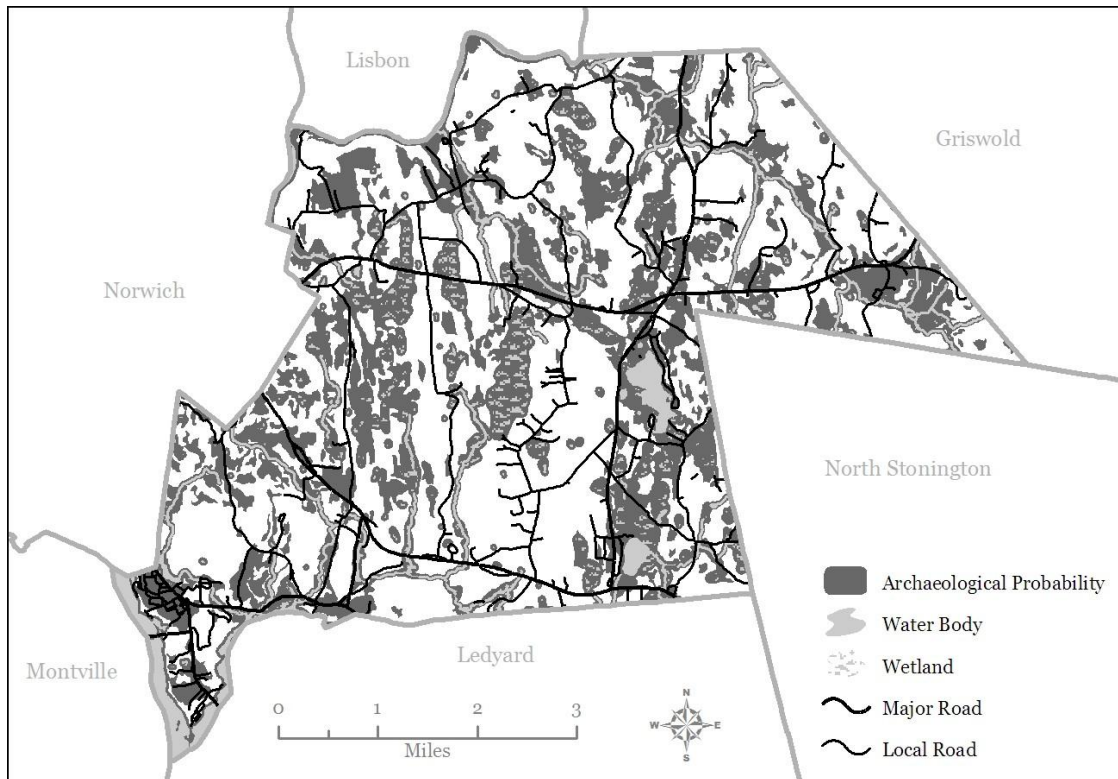 Lisbon
Griswold
Norwich
North Stonington
Montville
Ledyard
Archaeological Probability
Water Body
Wetland
Major Road
Local Road
0 1 2 3
Miles
N
W E
S